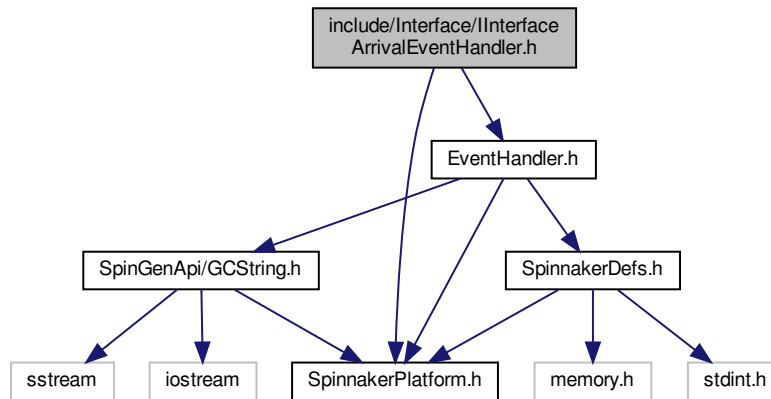 include/Interface/IInterface
ArrivalEventHandler.h
EventHandler.h
SpinGenApi/GCString.h
SpinnakerDefs.h
sstream
iostream
SpinnakerPlatform.h
memory.h
stdint.h